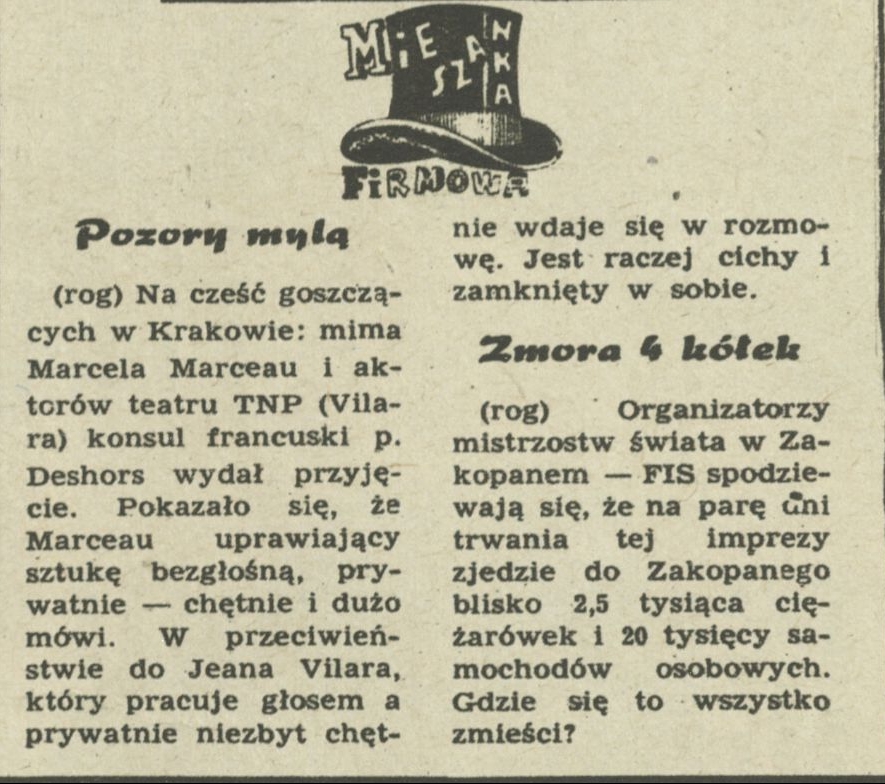 MiESZANKA
FiRMOWA
Pozory mylą
(rog) Na cześć goszczą-
cych w Krakowie: mima
Marcela Marceau i ak-
torów teatru TNP (Vila-
ra) konsul francuski p.
Deshors wydał przyję-
cie. Pokazało się, że
Marceau uprawiający
sztukę bezgłośną, pry-
watnie — chętnie i dużo
mówi. W przeciwień-
stwie do Jeana Vilara,
który pracuje głosem a
prywatnie niezbyt chęt-
nie wdaje się w rozmo-
wę. Jest raczej cichy i
zamknięty w sobie.
Zmora 4 kółek
(rog) Organizatorzy
mistrzostw świata w Za-
kopanem — FIS spodzie-
wają się, że na parę dni
trwania tej imprezy
zjedzie do Zakopanego
blisko 2,5 tysiąca cię-
żarówek i 20 tysięcy sa-
mochodów osobowych.
Gdzie się to wszystko
zmieści?